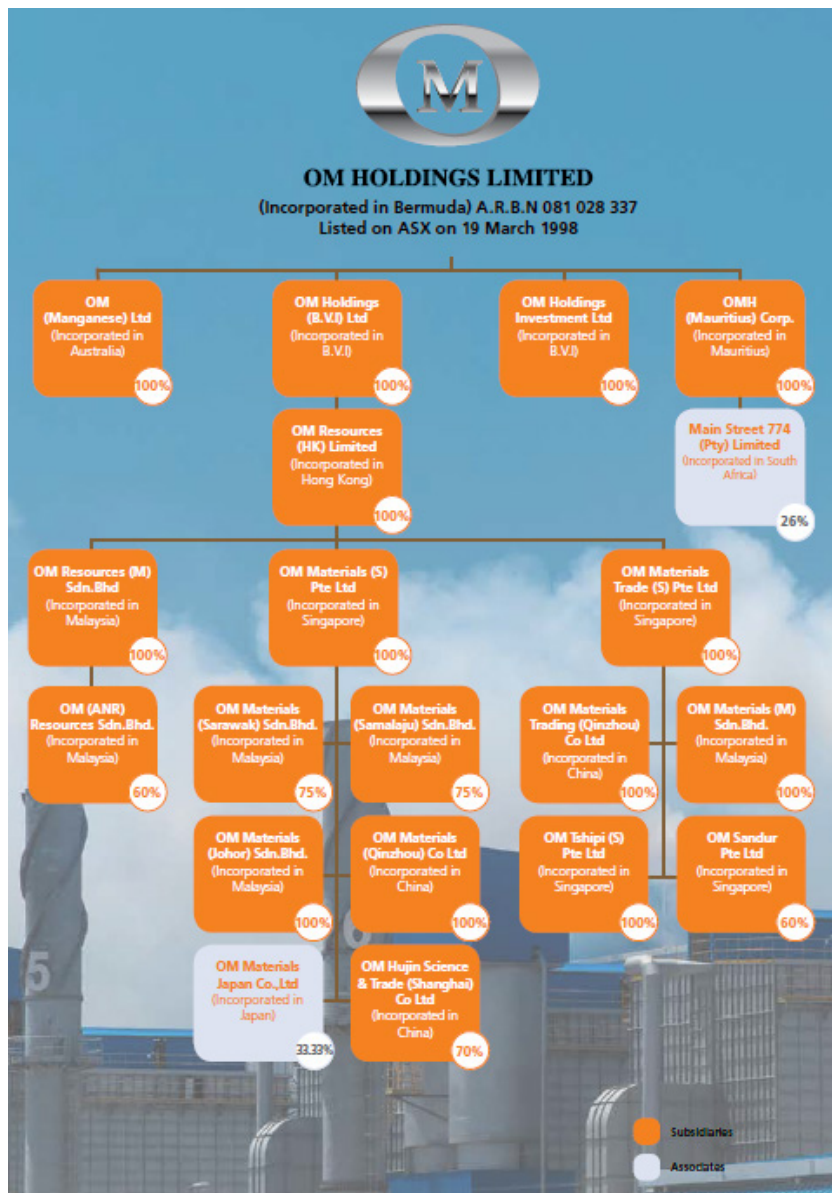 M
OM HOLDINGS LIMITED
(Incorporated in Bermuda) A.R.B.N 081 028 337
Listed on ASX on 19 March 1998
OM
(Manganese) Ltd
(Incorporated in
Australia)
100%
OM Holdings
(B.V.I) Ltd
(Incorporated in
B.V.I)
100%
OM Holdings
Investment Ltd
(Incorporated in
B.V.I)
100%
OMH
(Mauritius) Corp.
(Incorporated in
Mauritius)
100%
OM Resources
(HK) Limited
(Incorporated in
Hong Kong)
100%
Main Street 774
(Pty) Limited
(Incorporated in South
Africa)
26%
OM Resources (M)
Sdn.Bhd
(Incorporated in
Malaysia)
100%
OM Materials (S)
Pte Ltd
(Incorporated in
Singapore)
100%
OM Materials
Trade (S) Pte Ltd
(Incorporated in
Singapore)
100%
OM (ANR)
Resources Sdn.Bhd.
(Incorporated in
Malaysia)
60%
OM Materials
(Sarawak) Sdn.Bhd.
(Incorporated in
Malaysia)
75%
OM Materials
(Samalaju) Sdn.Bhd.
(Incorporated in
Malaysia)
75%
OM Materials
Trading (Qinzhou)
Co Ltd
(Incorporated in
China)
100%
OM Materials (M)
Sdn.Bhd.
(Incorporated in
Malaysia)
100%
OM Materials
(Johor) Sdn.Bhd.
(Incorporated in
Malaysia)
100%
OM Materials
(Qinzhou) Co Ltd
(Incorporated in
China)
100%
OM Tshipi (S)
Pte Ltd
(Incorporated in
Singapore)
100%
OM Sandur
Pte Ltd
(Incorporated in
Singapore)
60%
OM Materials
Japan Co.,Ltd
(Incorporated in
Japan)
33.33%
OM Hujin Science
& Trade (Shanghai)
Co Ltd
(Incorporated in
China)
70%
5
6
Subsidiaries
Associates